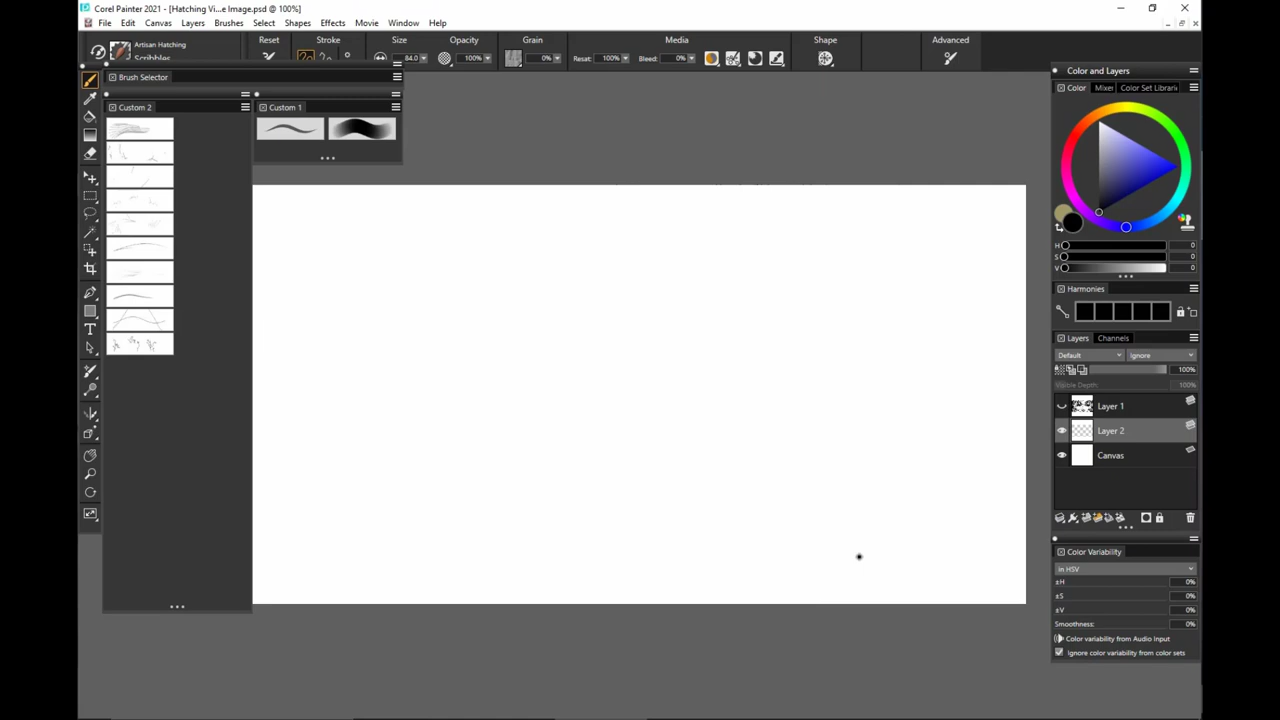 Corel Painter 2021 - [Hatching Vi...e Image.psd @ 100%]
File Edit Canvas Layers Brushes Select Shapes Effects Movie Window Help
Reset Stroke Size Opacity Grain Media Shape Advanced
Artisan Hatching
Scribbles
84.0 100% 0% Reset: 100% Bleed: 0%
Brush Selector
Custom 2
Custom 1
Color and Layers
Color Mixer Color Set Librari
H 0
S 0
V 0
Harmonies
Layers Channels
Default Ignore
100%
Visible Depth: 100%
Layer 1
Layer 2
Canvas
Color Variability
in HSV
±H 0%
±S 0%
±V 0%
Smoothness: 0%
Color variability from Audio Input
Ignore color variability from color sets